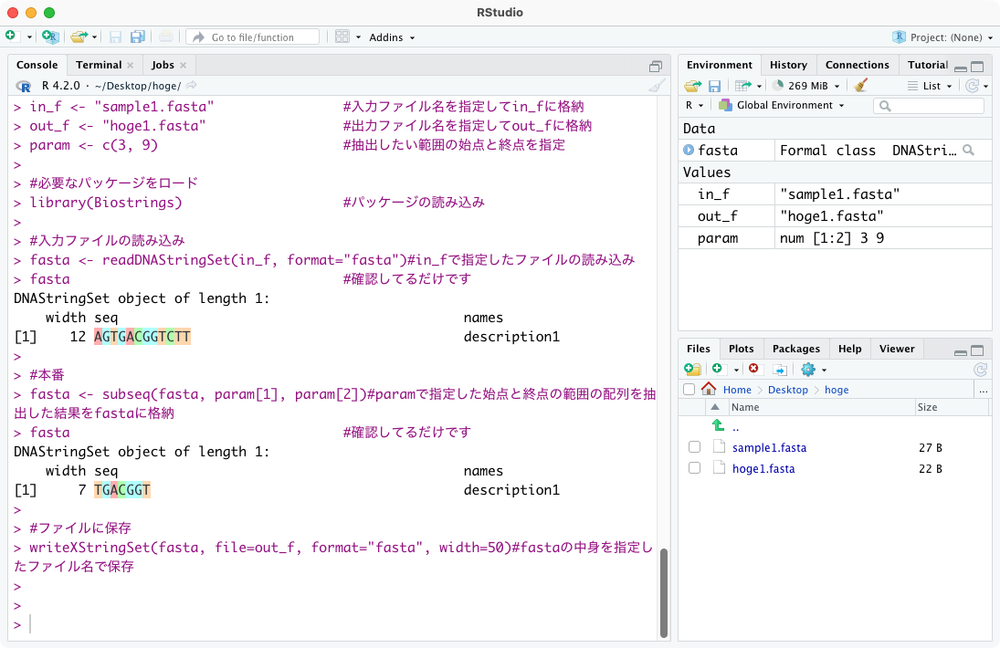 RStudio
Go to file/function
Addins
Project: (None)
Console
Terminal
Jobs
R 4.2.0 · ~/Desktop/hoge/
> in_f <- "sample1.fasta" #入力ファイル名を指定してin_fに格納
> out_f <- "hoge1.fasta" #出力ファイル名を指定してout_fに格納
> param <- c(3, 9) #抽出したい範囲の始点と終点を指定
>
> #必要なパッケージをロード
> library(Biostrings) #パッケージの読み込み
>
> #入力ファイルの読み込み
> fasta <- readDNAStringSet(in_f, format="fasta")#in_fで指定したファイルの読み込み
> fasta #確認してるだけです
DNAStringSet object of length 1:
width seq names
[1] 12 AGTGACGGTCTT description1
>
> #本番
> fasta <- subseq(fasta, param[1], param[2])#paramで指定した始点と終点の範囲の配列を抽
出した結果をfastaに格納
> fasta #確認してるだけです
DNAStringSet object of length 1:
width seq names
[1] 7 TGACGGT description1
>
> #ファイルに保存
> writeXStringSet(fasta, file=out_f, format="fasta", width=50)#fastaの中身を指定し
たファイル名で保存
>
>
>
Environment
History
Connections
Tutorial
269 MiB
List
R
Global Environment
Data
fasta Formal class DNAStri…
Values
in_f "sample1.fasta"
out_f "hoge1.fasta"
param num [1:2] 3 9
Files
Plots
Packages
Help
Viewer
Home > Desktop > hoge ...
Name Size
..
sample1.fasta 27 B
hoge1.fasta 22 B